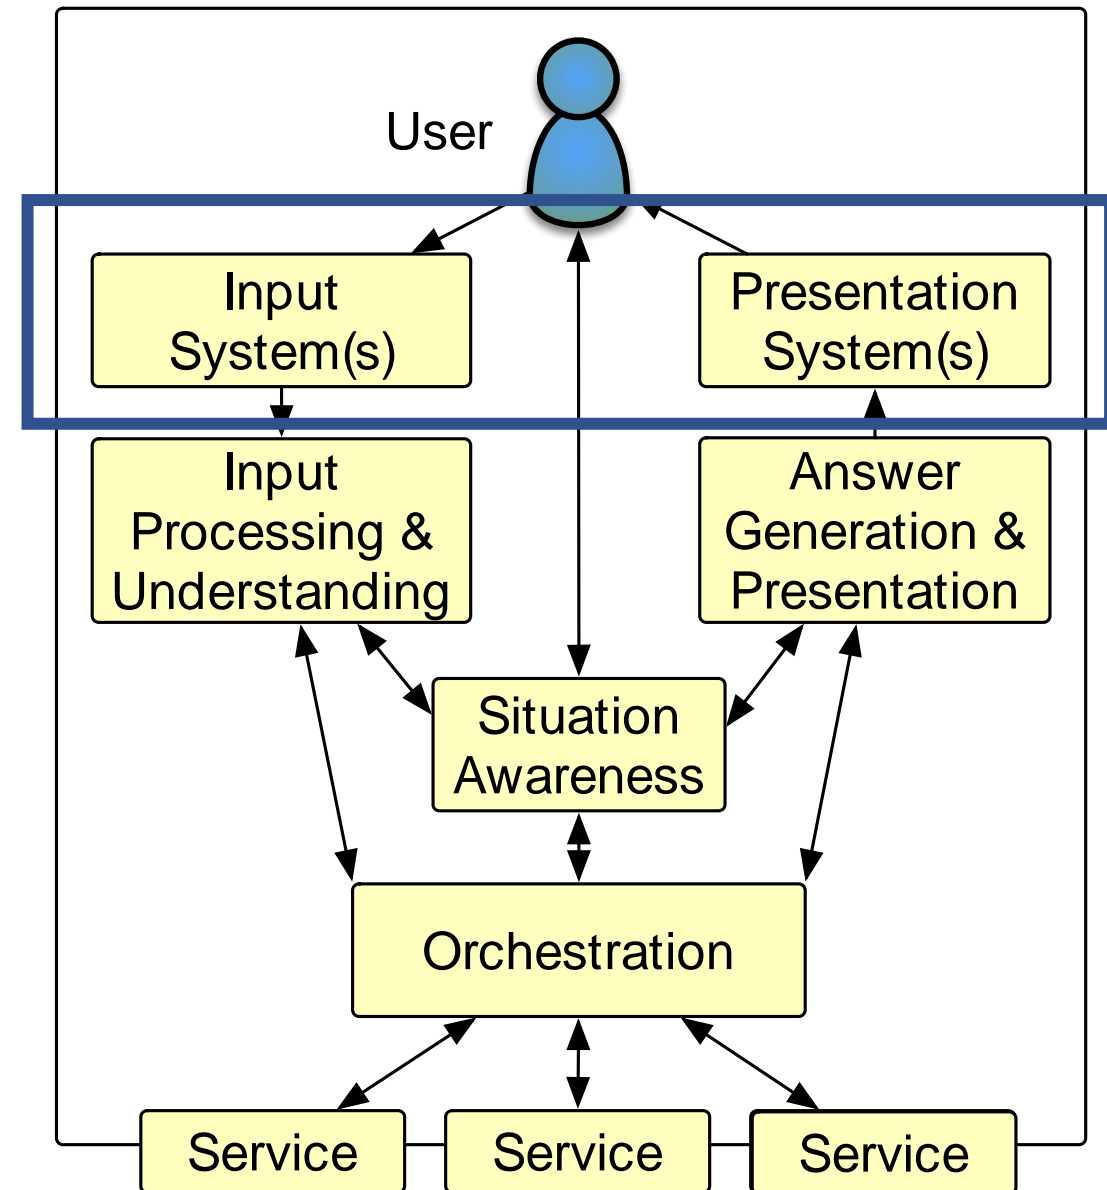 User
Input
System(s)
Presentation
System(s)
Input
Processing &
Understanding
Answer
Generation &
Presentation
Situation
Awareness
Orchestration
Service
Service
Service